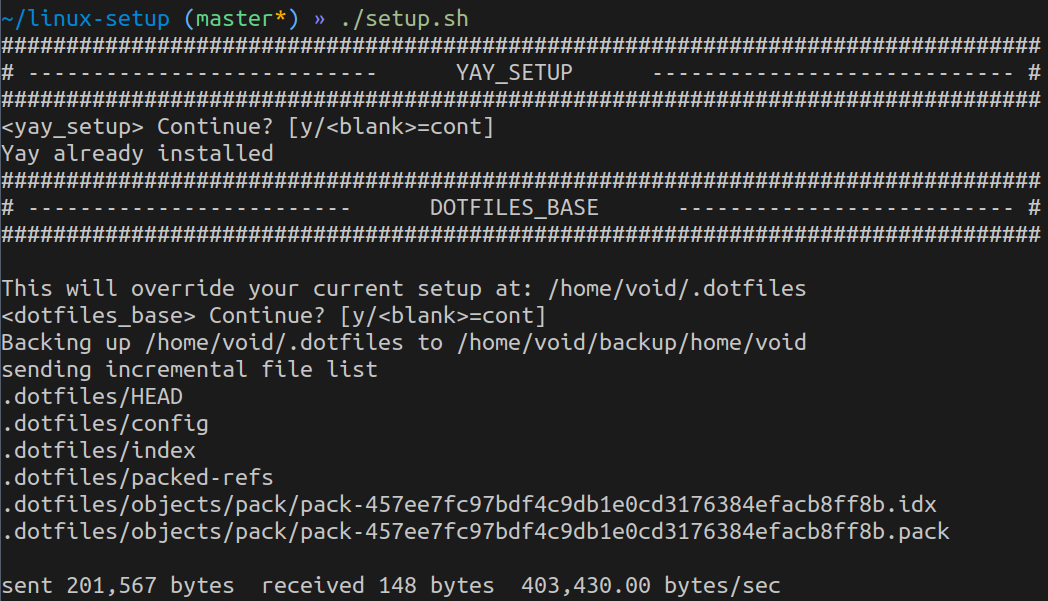 ~/linux-setup (master*) » ./setup.sh
################################################################################
# ---------------------------      YAY_SETUP      ---------------------------- #
################################################################################
<yay_setup> Continue? [y/<blank>=cont]
Yay already installed
################################################################################
# -------------------------      DOTFILES_BASE      -------------------------- #
################################################################################
This will override your current setup at: /home/void/.dotfiles
<dotfiles_base> Continue? [y/<blank>=cont]
Backing up /home/void/.dotfiles to /home/void/backup/home/void
sending incremental file list
.dotfiles/HEAD
.dotfiles/config
.dotfiles/index
.dotfiles/packed-refs
.dotfiles/objects/pack/pack-457ee7fc97bdf4c9db1e0cd3176384efacb8ff8b.idx
.dotfiles/objects/pack/pack-457ee7fc97bdf4c9db1e0cd3176384efacb8ff8b.pack
sent 201,567 bytes  received 148 bytes  403,430.00 bytes/sec